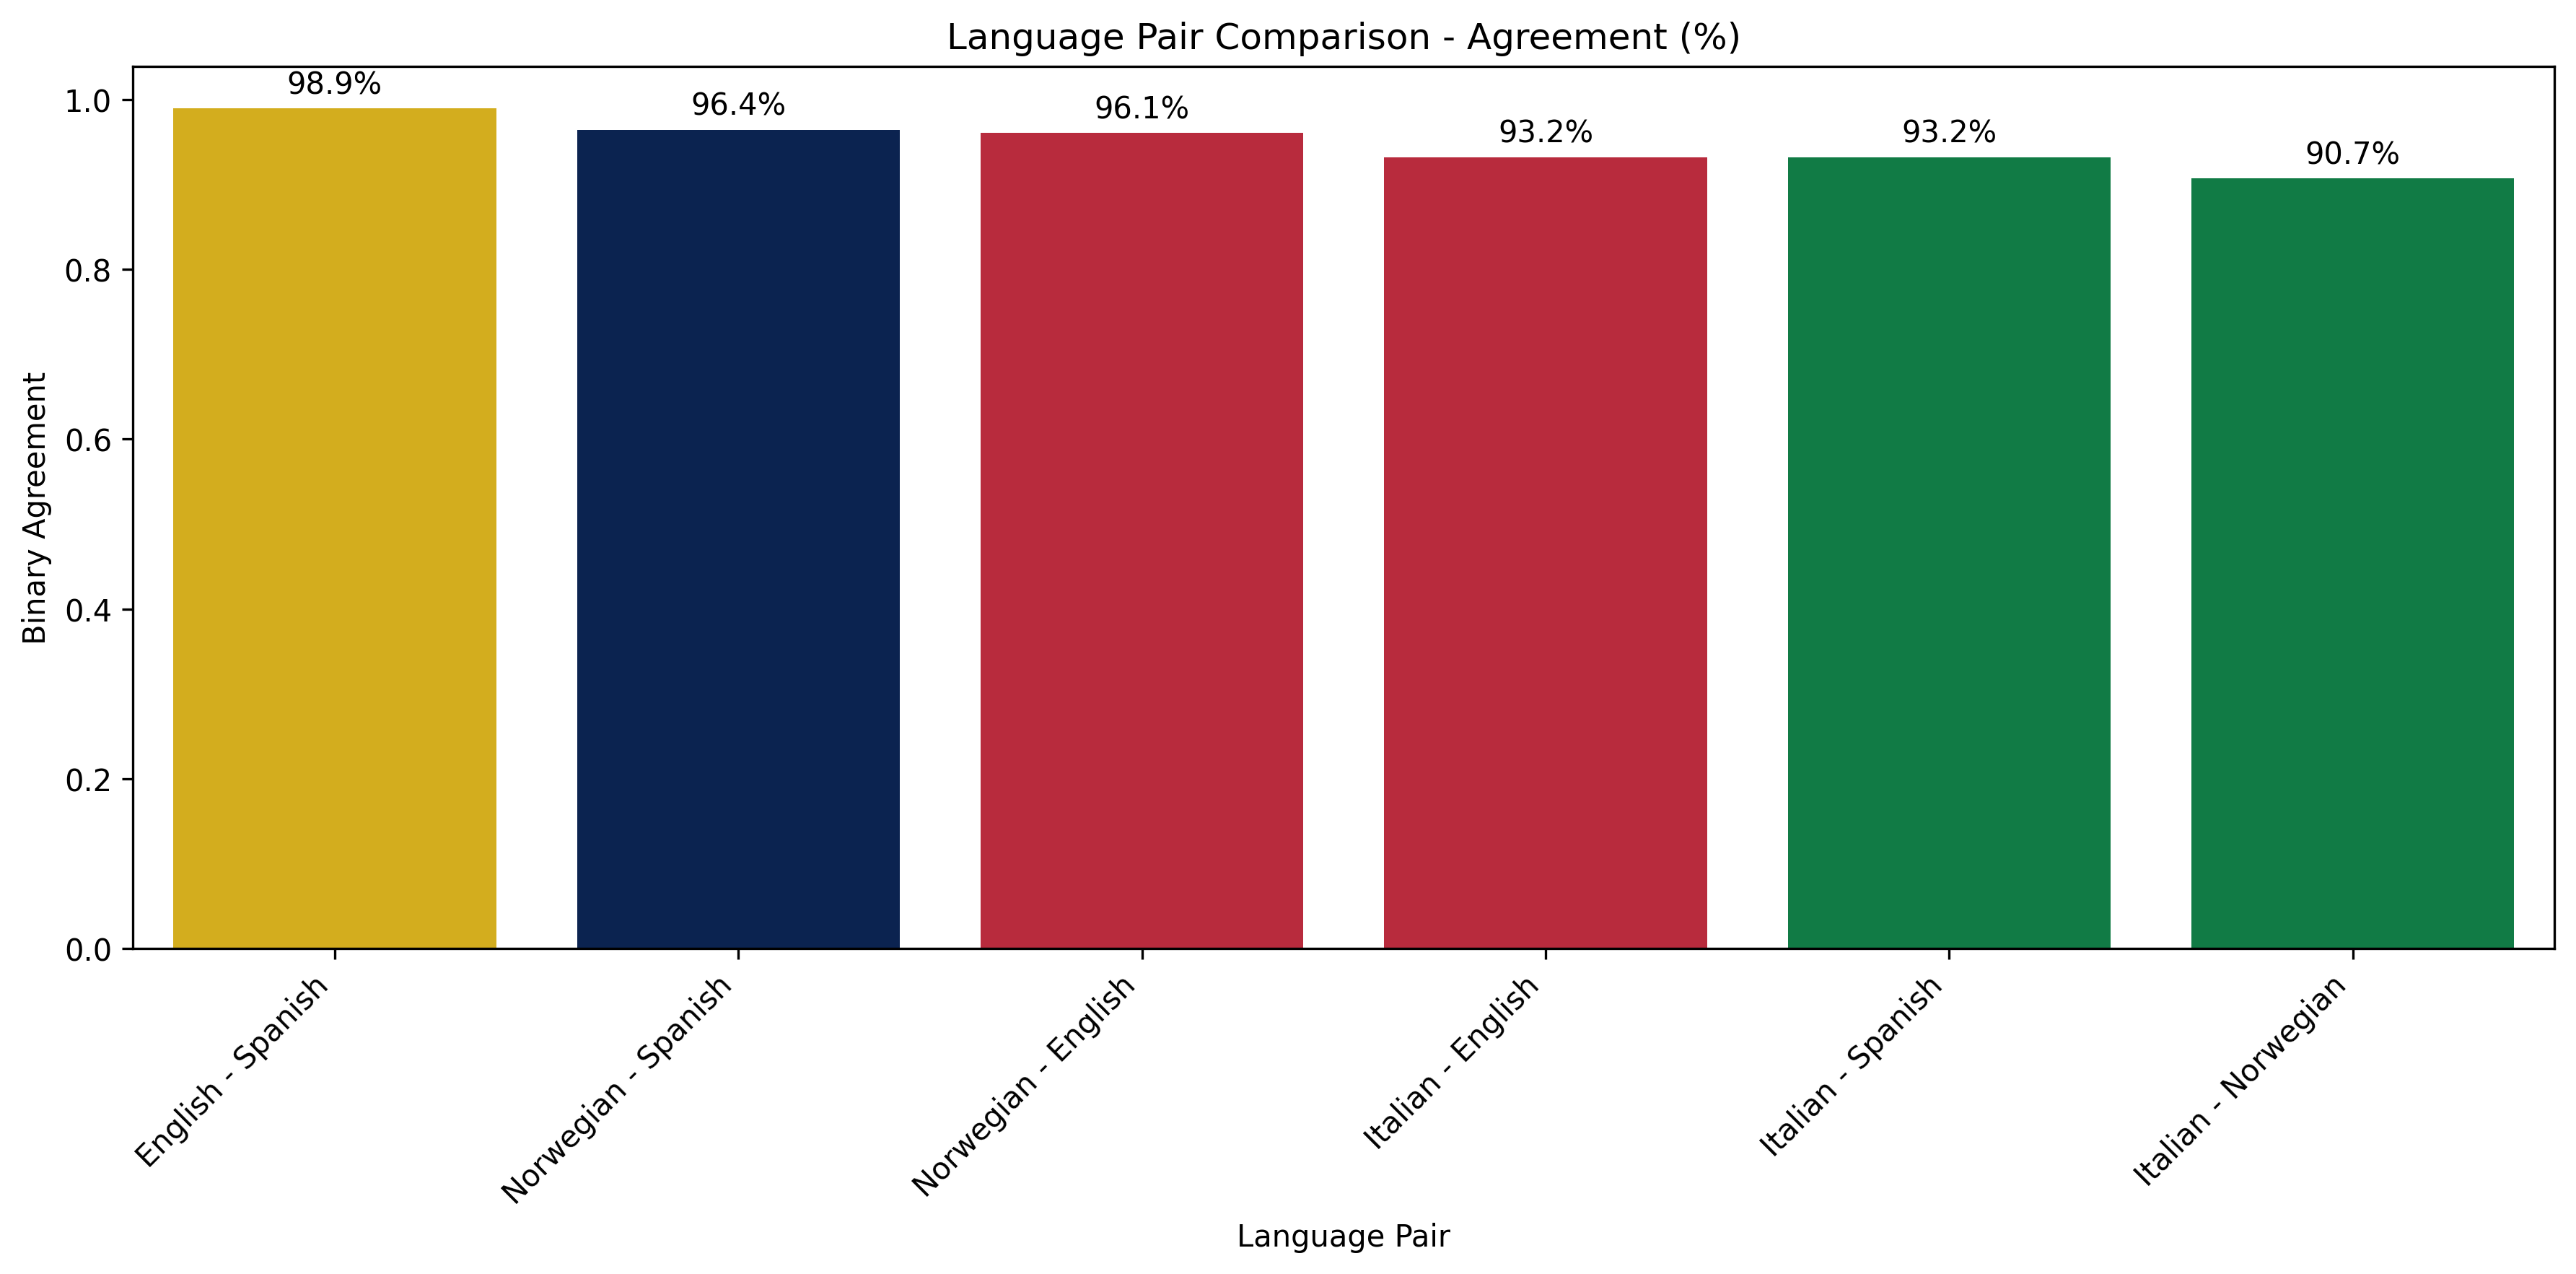 Language Pair Comparison - Agreement (%)
98.9%
96.4%
96.1%
93.2%
93.2%
90.7%
1.0
0.8
0.6
0.4
0.2
0.0
Binary Agreement
English - Spanish
Norwegian - Spanish
Norwegian - English
Italian - English
Italian - Spanish
Italian - Norwegian
Language Pair